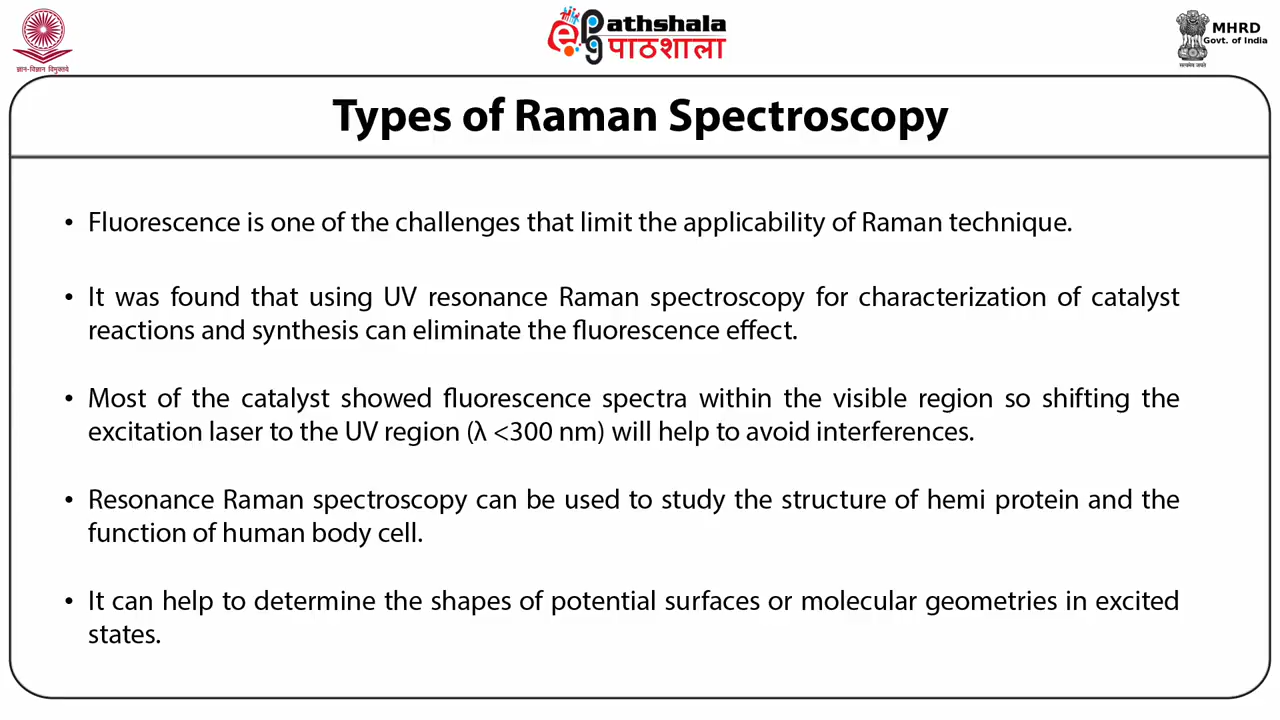 ज्ञान-विज्ञान विमुक्तये
ePG Pathshala
पाठशाला
सत्यमेव जयते
MHRD
Govt. of India
Types of Raman Spectroscopy
• Fluorescence is one of the challenges that limit the applicability of Raman technique.
• It was found that using UV resonance Raman spectroscopy for characterization of catalyst
reactions and synthesis can eliminate the fluorescence effect.
• Most of the catalyst showed fluorescence spectra within the visible region so shifting the
excitation laser to the UV region (λ <300 nm) will help to avoid interferences.
• Resonance Raman spectroscopy can be used to study the structure of hemi protein and the
function of human body cell.
• It can help to determine the shapes of potential surfaces or molecular geometries in excited
states.